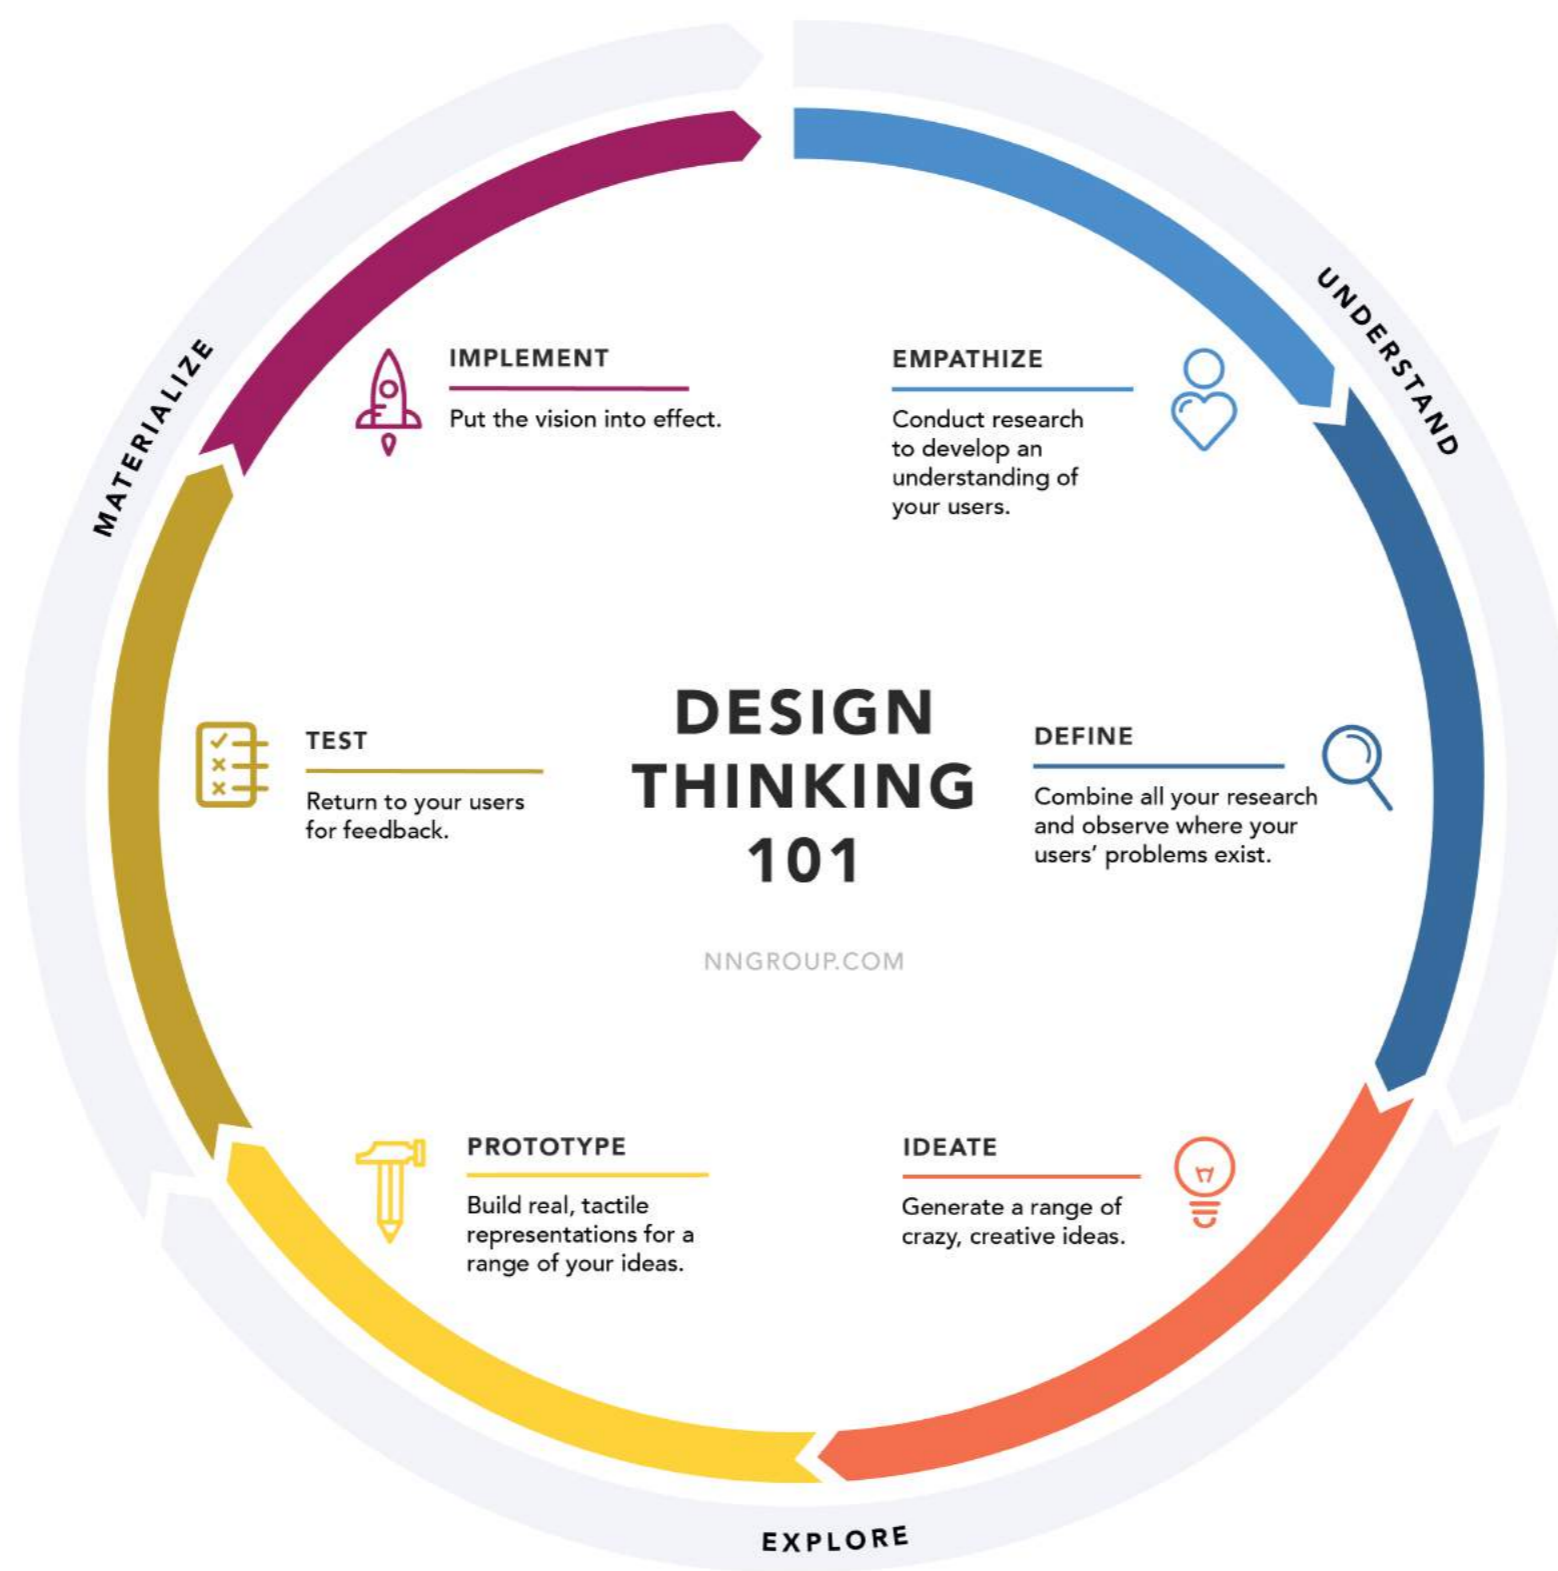 DESIGN
THINKING
101
NNGROUP.COM
UNDERSTAND
EMPATHIZE
Conduct research
to develop an
understanding of
your users.
DEFINE
Combine all your research
and observe where your
users’ problems exist.
EXPLORE
IDEATE
Generate a range of
crazy, creative ideas.
PROTOTYPE
Build real, tactile
representations for a
range of your ideas.
MATERIALIZE
TEST
Return to your users
for feedback.
IMPLEMENT
Put the vision into effect.